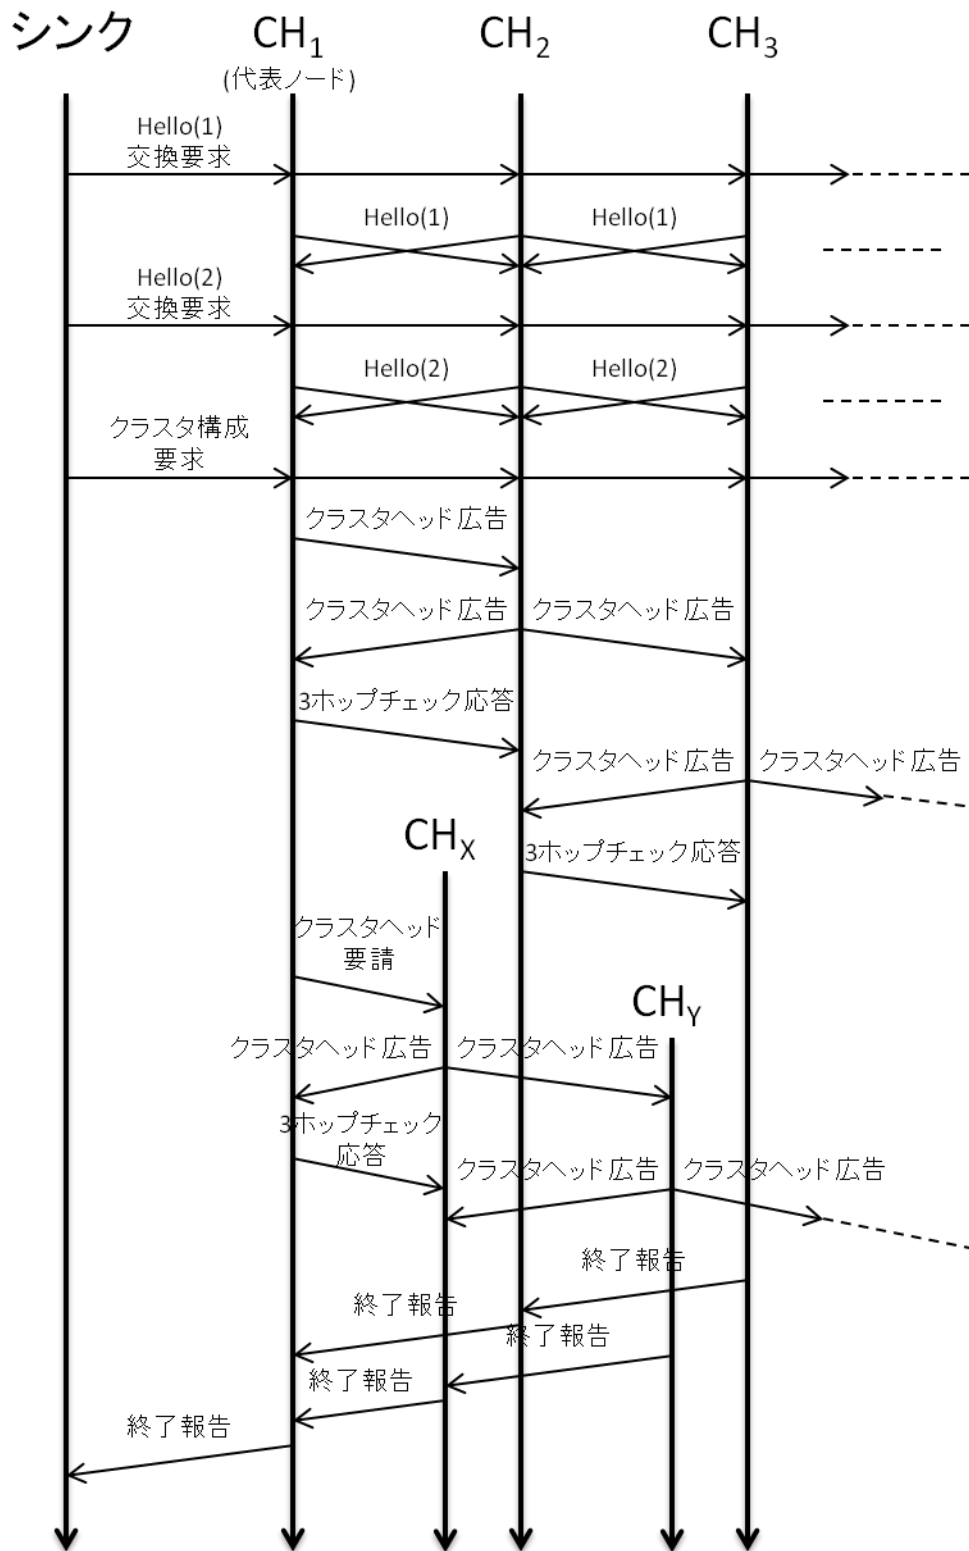 シンク CH1 CH2 CH3
(代表ノード)
Hello(1)
交換要求
Hello(1) Hello(1)
Hello(2)
交換要求
Hello(2) Hello(2)
クラスタ構成
要求
クラスタヘッド広告
クラスタヘッド広告 クラスタヘッド広告
3ホップチェック応答
クラスタヘッド広告 クラスタヘッド広告
CHX
3ホップチェック応答
クラスタヘッド
要請
CHY
クラスタヘッド広告 クラスタヘッド広告
3ホップチェック
応答
クラスタヘッド広告 クラスタヘッド広告
終了報告
終了報告
終了報告
終了報告
終了報告